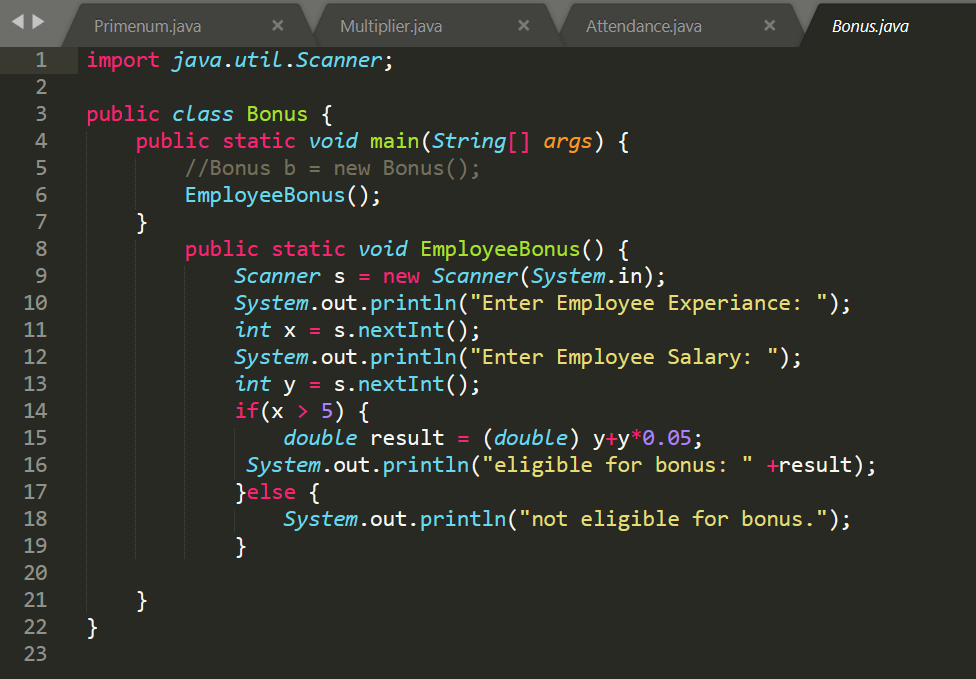 Primenum.java × Multiplier.java × Attendance.java × Bonus.java
1 import java.util.Scanner;
2
3 public class Bonus {
4     public static void main(String[] args) {
5         //Bonus b = new Bonus();
6         EmployeeBonus();
7     }
8         public static void EmployeeBonus() {
9             Scanner s = new Scanner(System.in);
10             System.out.println("Enter Employee Experiance: ");
11             int x = s.nextInt();
12             System.out.println("Enter Employee Salary: ");
13             int y = s.nextInt();
14             if(x > 5) {
15                 double result = (double) y+y*0.05;
16              System.out.println("eligible for bonus: " +result);
17             }else {
18                 System.out.println("not eligible for bonus.");
19             }
20
21     }
22 }
23